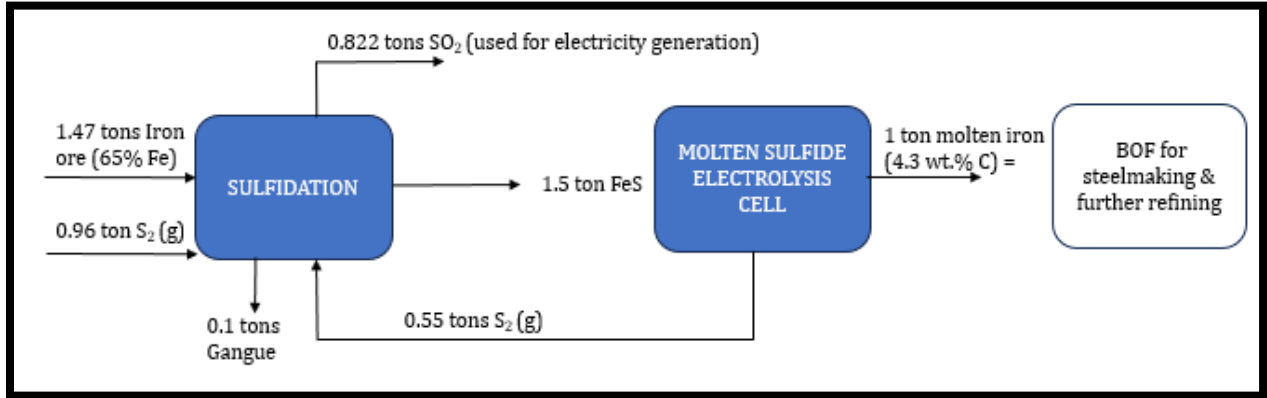 0.822 tons SO₂ (used for electricity generation)
1.47 tons Iron
ore (65% Fe)
SULFIDATION
0.96 ton S₂ (g)
0.1 tons
Gangue
1.5 ton FeS
0.55 tons S₂ (g)
MOLTEN SULFIDE
ELECTROLYSIS
CELL
1 ton molten iron
(4.3 wt.% C) =
BOF for
steelmaking &
further refining